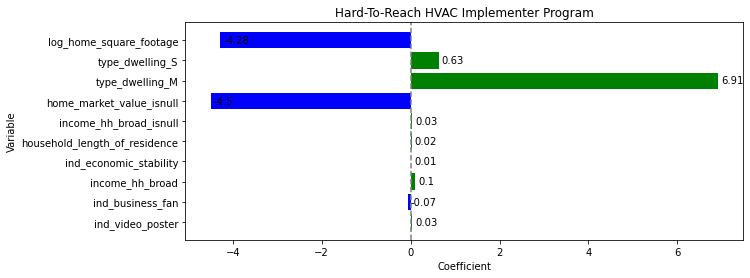 Hard-To-Reach HVAC Implementer Program
log_home_square_footage
-4.28
type_dwelling_S
0.63
type_dwelling_M
6.91
home_market_value_isnull
-4.5
income_hh_broad_isnull
0.03
household_length_of_residence
0.02
ind_economic_stability
0.01
income_hh_broad
0.1
ind_business_fan
-0.07
ind_video_poster
0.03
Variable
−4 −2 0 2 4 6
Coefficient